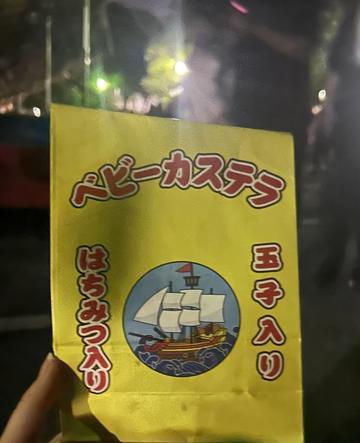 ベビーカステラ
玉子入り
はちみつ入り